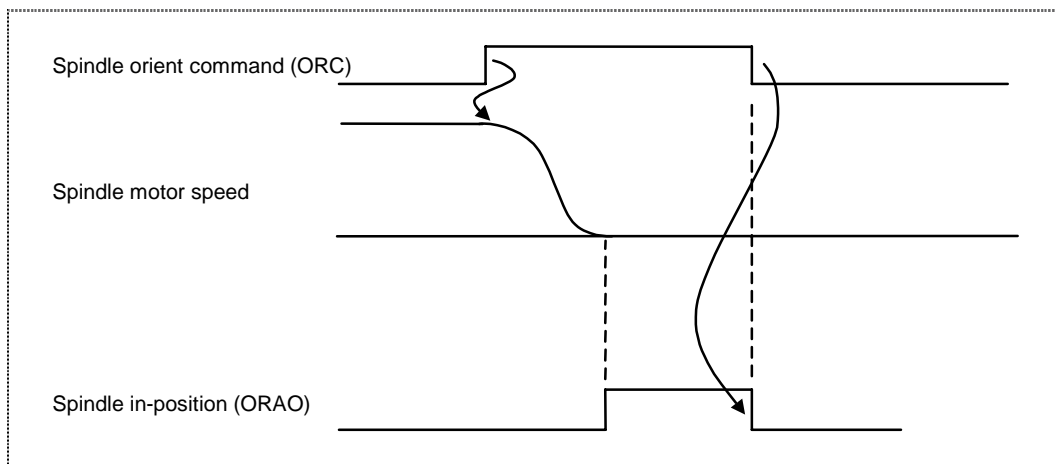 Spindle orient command (ORC)
Spindle motor speed
Spindle in-position (ORAO)